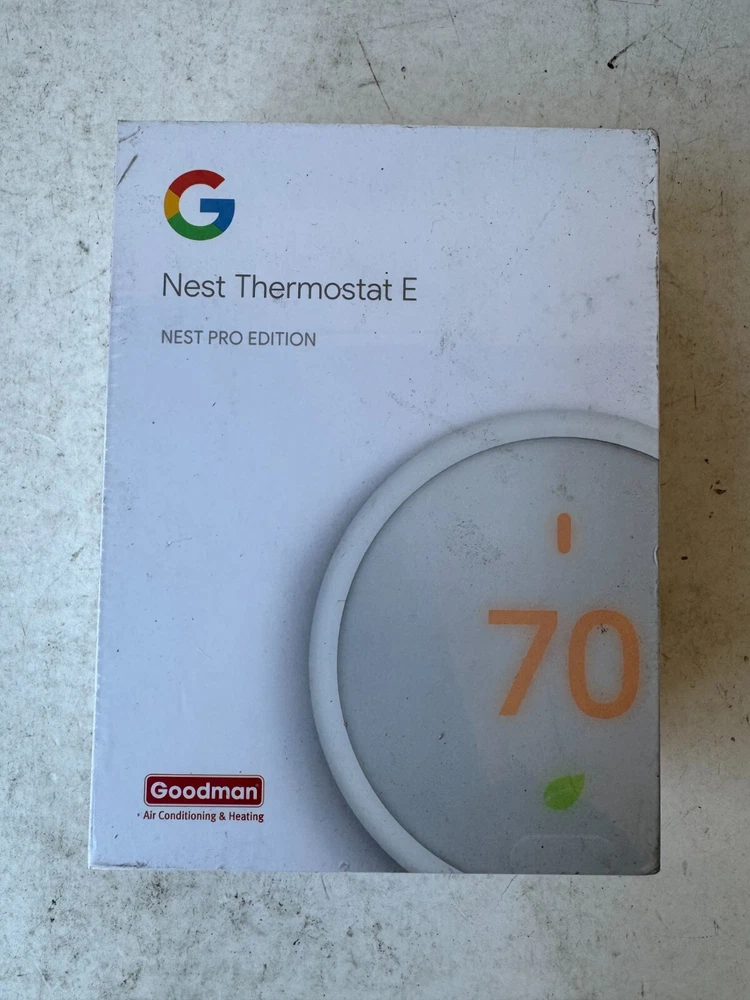 G
Nest Thermostat E
NEST PRO EDITION
70
Goodman
Air Conditioning & Heating